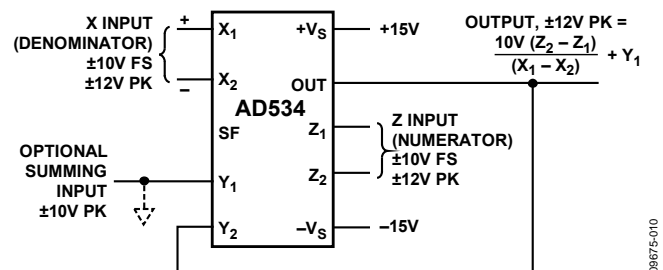 X INPUT
(DENOMINATOR)
±10V FS
±12V PK
+
–
X1
X2
SF
Y1
Y2
AD534
+VS
OUT
Z1
Z2
–VS
+15V
–15V
OUTPUT, ±12V PK =
10V (Z2 – Z1)
(X1 – X2)
+ Y1
Z INPUT
(NUMERATOR)
±10V FS
±12V PK
OPTIONAL
SUMMING
INPUT
±10V PK
09675-010